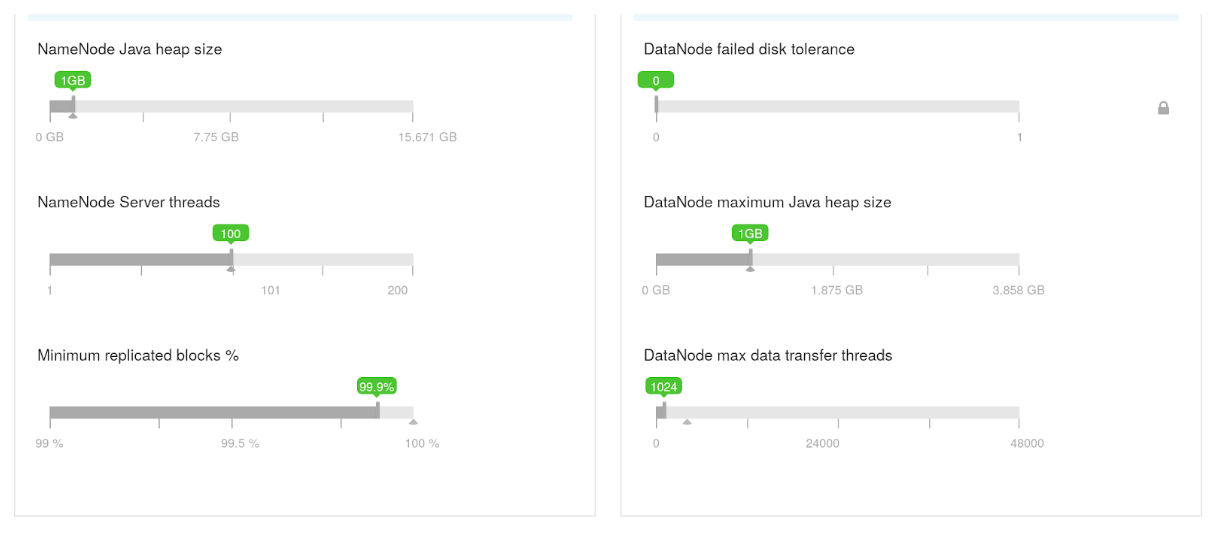 NameNode Java heap size
1GB
0 GB 7.75 GB 15.671 GB
NameNode Server threads
100
1 101 200
Minimum replicated blocks %
99.9%
99 % 99.5 % 100 %
DataNode failed disk tolerance
0
0 1
DataNode maximum Java heap size
1GB
0 GB 1.875 GB 3.858 GB
DataNode max data transfer threads
1024
0 24000 48000